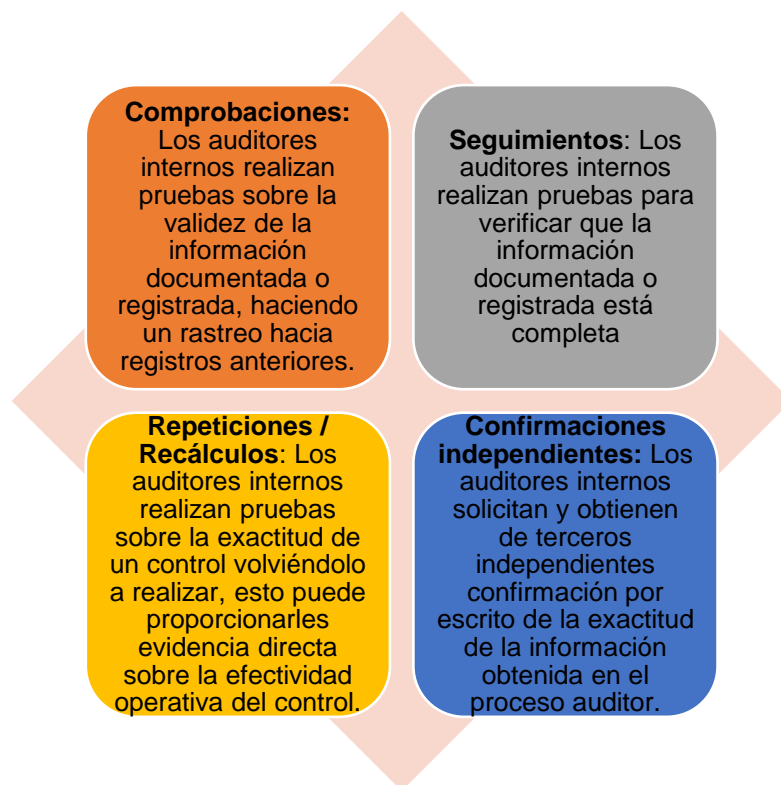 Comprobaciones:
Los auditores
internos realizan
pruebas sobre la
validez de la
información
documentada o
registrada, haciendo
un rastreo hacia
registros anteriores.
Seguimientos: Los
auditores internos
realizan pruebas para
verificar que la
información
documentada o
registrada está
completa
Repeticiones /
Recálculos: Los
auditores internos
realizan pruebas
sobre la exactitud de
un control volviéndolo
a realizar, esto puede
proporcionarles
evidencia directa
sobre la efectividad
operativa del control.
Confirmaciones
independientes: Los
auditores internos
solicitan y obtienen
de terceros
independientes
confirmación por
escrito de la exactitud
de la información
obtenida en el
proceso auditor.